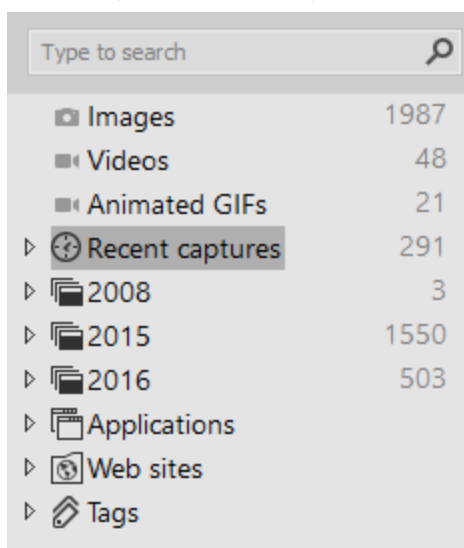 Type to search
Images 1987
Videos 48
Animated GIFs 21
Recent captures 291
2008 3
2015 1550
2016 503
Applications
Web sites
Tags